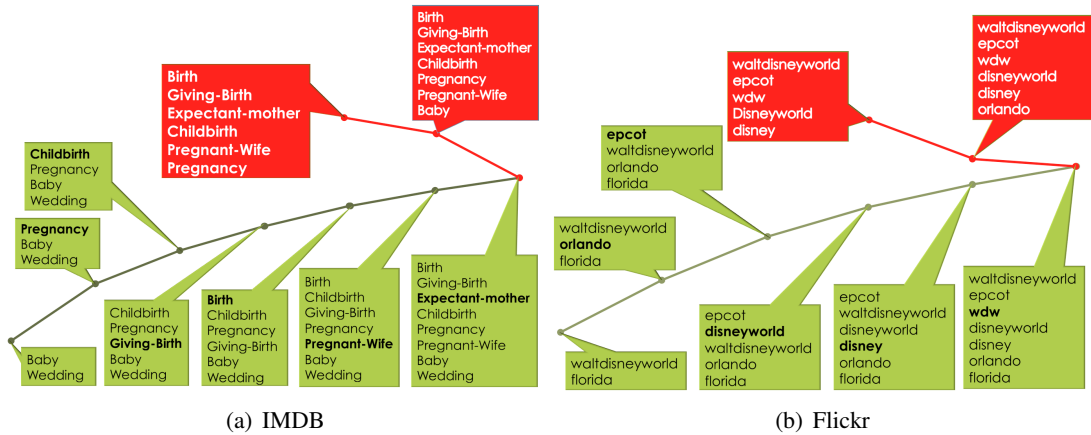 Birth
Giving-Birth
Expectant-mother
Childbirth
Pregnant-Wife
Pregnancy
Birth
Giving-Birth
Expectant-mother
Childbirth
Pregnancy
Pregnant-Wife
Baby
Childbirth
Pregnancy
Baby
Wedding
Pregnancy
Baby
Wedding
Baby
Wedding
Childbirth
Pregnancy
Giving-Birth
Baby
Wedding
Birth
Childbirth
Pregnancy
Giving-Birth
Baby
Wedding
Birth
Childbirth
Giving-Birth
Pregnancy
Pregnant-Wife
Baby
Wedding
Birth
Giving-Birth
Expectant-mother
Childbirth
Pregnancy
Pregnant-Wife
Baby
Wedding
(a) IMDB
waltdisneyworld
epcot
wdw
Disneyworld
disney
waltdisneyworld
epcot
wdw
disneyworld
disney
orlando
epcot
waltdisneyworld
orlando
florida
waltdisneyworld
orlando
florida
waltdisneyworld
florida
epcot
disneyworld
waltdisneyworld
orlando
florida
epcot
waltdisneyworld
disneyworld
disney
orlando
florida
waltdisneyworld
epcot
wdw
disneyworld
disney
orlando
florida
(b) Flickr